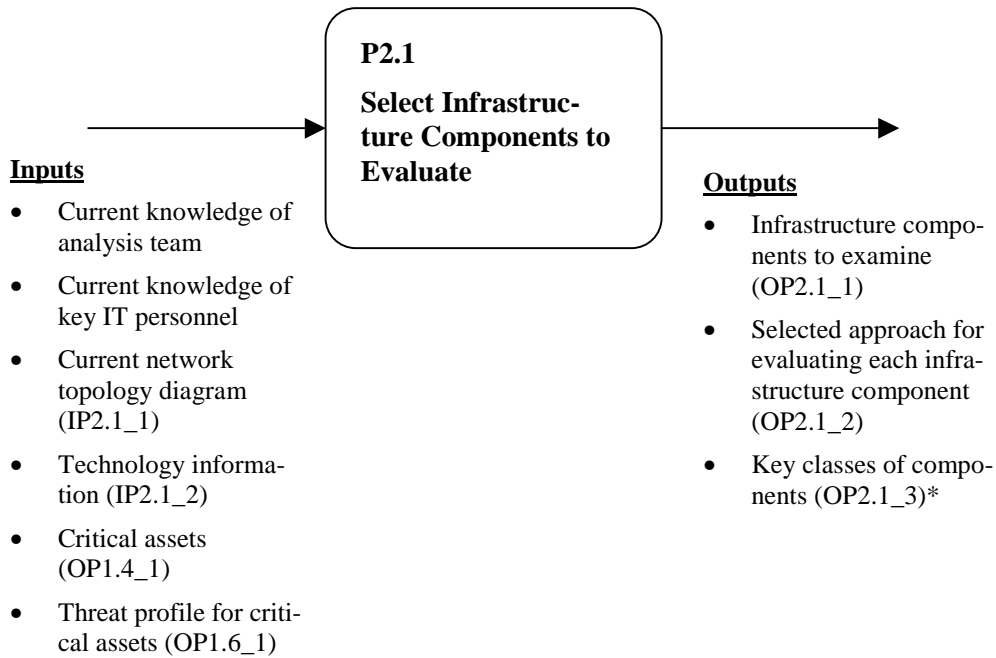 P2.1
Select Infrastruc-
ture Components to
Evaluate
Inputs
• Current knowledge of
analysis team
• Current knowledge of
key IT personnel
• Current network
topology diagram
(IP2.1_1)
• Technology informa-
tion (IP2.1_2)
• Critical assets
(OP1.4_1)
• Threat profile for criti-
cal assets (OP1.6_1)
Outputs
• Infrastructure compo-
nents to examine
(OP2.1_1)
• Selected approach for
evaluating each infra-
structure component
(OP2.1_2)
• Key classes of compo-
nents (OP2.1_3)*